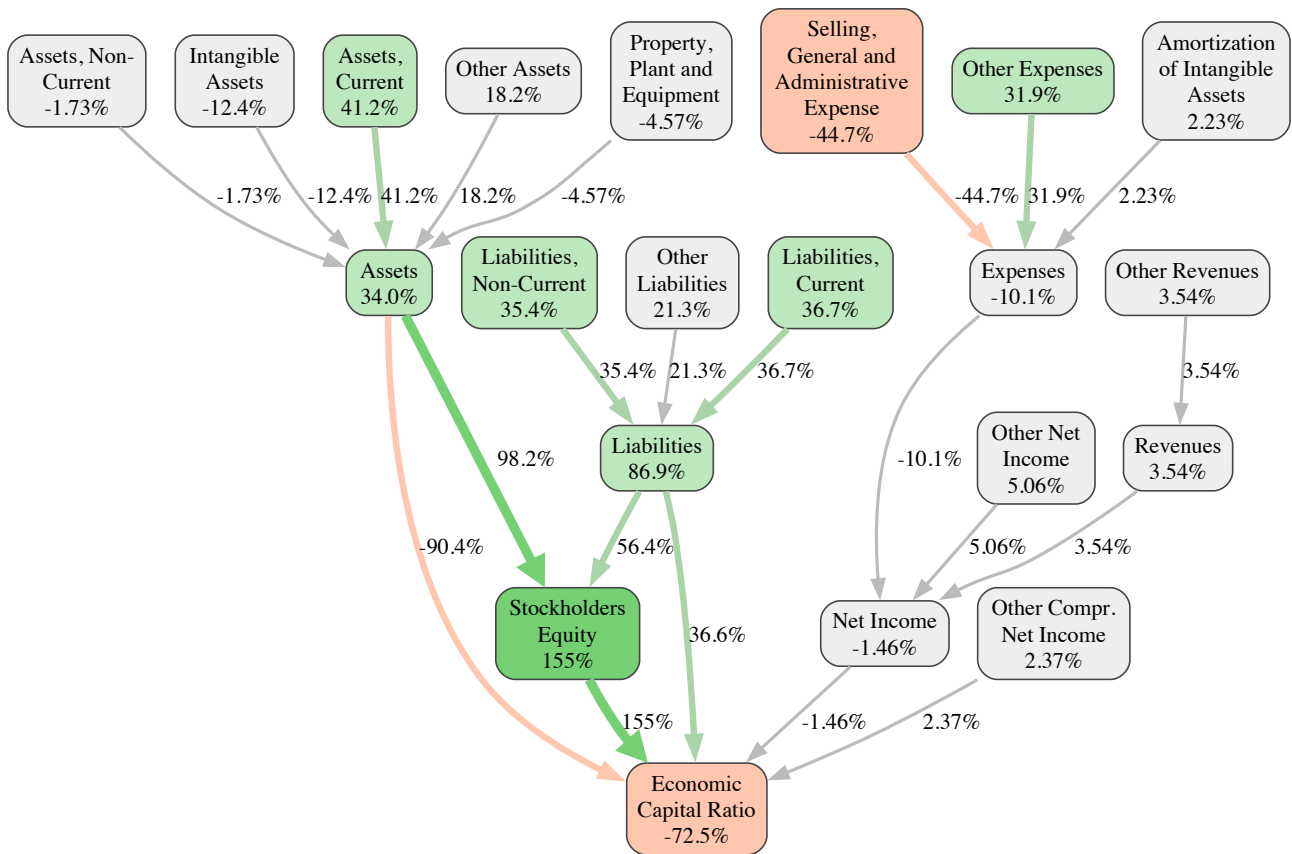 Assets, Non-
Current
-1.73%
Intangible
Assets
-12.4%
Assets,
Current
41.2%
Other Assets
18.2%
Property,
Plant and
Equipment
-4.57%
Selling,
General and
Administrative
Expense
-44.7%
Other Expenses
31.9%
Amortization
of Intangible
Assets
2.23%
-1.73%
-12.4%
41.2%
18.2%
-4.57%
-44.7%
31.9%
2.23%
Assets
34.0%
Liabilities,
Non-Current
35.4%
Other
Liabilities
21.3%
Liabilities,
Current
36.7%
Expenses
-10.1%
Other Revenues
3.54%
35.4%
21.3%
36.7%
3.54%
Liabilities
86.9%
Other Net
Income
5.06%
Revenues
3.54%
98.2%
-10.1%
-90.4%
56.4%
5.06%
3.54%
Stockholders
Equity
155%
36.6%
Net Income
-1.46%
Other Compr.
Net Income
2.37%
155%
-1.46%
2.37%
Economic
Capital Ratio
-72.5%